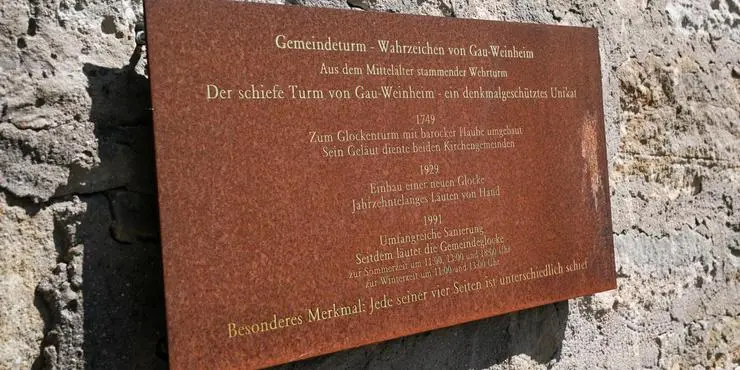 Gemeindeturm - Wahrzeichen von Gau-Weinheim
Aus dem Mittelalter stammender Wehrturm
Der schiefe Turm von Gau-Weinheim - ein denkmalgeschütztes Unikat
1749
Zum Glockenturm mit barocker Haube umgebaut
Sein Geläut diente beiden Kirchengemeinden
1929
Einbau einer neuen Glocke
Jahrzehntelanges Läuten von Hand
1991
Umfangreiche Sanierung
Seitdem läutet die Gemeindeglocke
zur Sommerzeit um 11:00, 13:00 und 18:00 Uhr
zur Winterzeit um 11:00 und 13:00 Uhr
Besonderes Merkmal: Jede seiner vier Seiten ist unterschiedlich schief